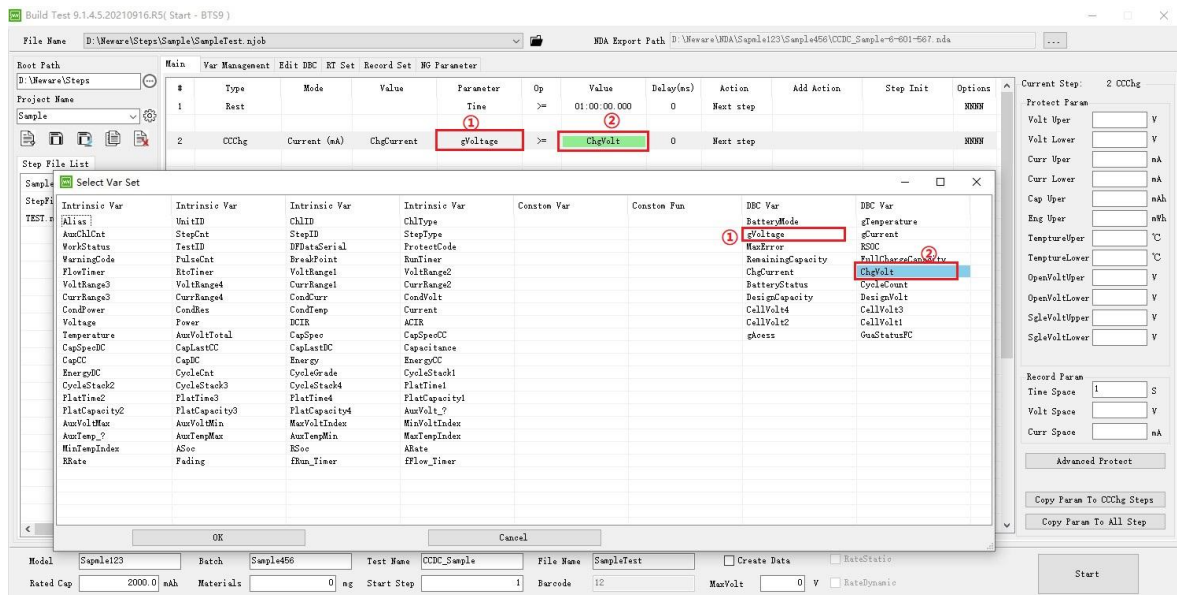 Build Test 9.1.4.5.20210916.R5( Start - BTS9 )
File Name D:\Neware\Steps\Sample\SampleTest.njob NDA Export Path D:\Neware\NDA\Sapmle123\Sample456\CCDC_Sample-6-601-567.nda ...
Root Path Main Var Management Edit DBC RT Set Record Set NG Parameter
D:\Neware\Steps
# Type Mode Value Parameter Op Value Delay(ms) Action Add Action Step Init Options
Project Name
Sample
1 Rest Time >= 01:00:00.000 0 Next step NNNN
① ②
2 CCChg Current (mA) ChgCurrent gVoltage >= ChgVolt 0 Next step NNNN
Step File List
Sample
StepFi
TEST.n
Select Var Set
Intrinsic Var Intrinsic Var Intrinsic Var Intrinsic Var Constom Var Constom Fun DBC Var DBC Var
Alias UnitID ChlID ChlType BatteryMode gTemperature
AuxChlCnt StepCnt StepID StepType ① gVoltage gCurrent
WorkStatus TestID DFDataSerial ProtectCode MaxError RSOC
WarningCode PulseCnt BreakPoint RunTimer RemainingCapacity FullChargeCapacity ②
FlowTimer RtoTimer VoltRange1 VoltRange2 ChgCurrent ChgVolt
VoltRange3 VoltRange4 CurrRange1 CurrRange2 BatteryStatus CycleCount
CurrRange3 CurrRange4 CondCurr CondVolt DesignCapacity DesignVolt
CondPower CondRes CondTemp Current CellVolt4 CellVolt3
Voltage Power DCIR ACIR CellVolt2 CellVolt1
Temperature AuxVoltTotal CapSpec CapSpecCC gAcess GuaStatusFC
CapSpecDC CapLastCC CapLastDC Capacitance
CapCC CapDC Energy EnergyCC
EnergyDC CycleCnt CycleGrade CycleStack1
CycleStack2 CycleStack3 CycleStack4 PlatTime1
PlatTime2 PlatTime3 PlatTime4 PlatCapacity1
PlatCapacity2 PlatCapacity3 PlatCapacity4 AuxVolt_?
AuxVoltMax AuxVoltMin MaxVoltIndex MinVoltIndex
AuxTemp_? AuxTempMax AuxTempMin MaxTempIndex
MinTempIndex ASoc RSoc ARate
RRate Fading fRun_Timer fFlow_Timer
OK Cancel
Current Step: 2 CCChg
Protect Param
Volt Uper V
Volt Lower V
Curr Uper mA
Curr Lower mA
Cap Uper mAh
Eng Uper mWh
TemptureUper ℃
TemptureLower ℃
OpenVoltUper V
OpenVoltLower V
SgleVoltUpper V
SgleVoltLower V
Record Param
Time Space 1 S
Volt Space V
Curr Space mA
Advanced Protect
Copy Param To CCChg Steps
Copy Param To All Step
Model Sapmle123 Batch Sample456 Test Name CCDC_Sample File Name SampleTest Create Data RateStatic
Rated Cap 2000.0 mAh Materials 0 mg Start Step 1 Barcode 12 MaxVolt 0 V RateDynamic
Start